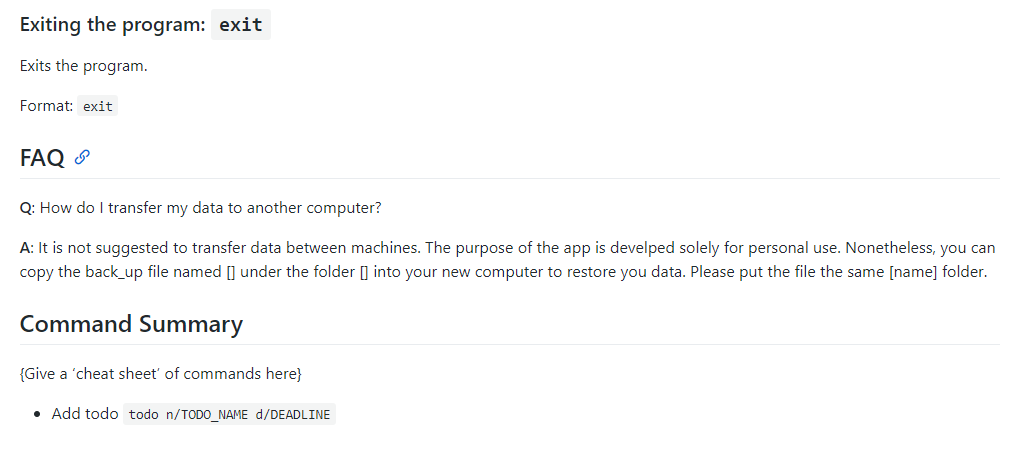 Exiting the program: exit
Exits the program.
Format: exit
FAQ
Q: How do I transfer my data to another computer?
A: It is not suggested to transfer data between machines. The purpose of the app is develped solely for personal use. Nonetheless, you can
copy the back_up file named [] under the folder [] into your new computer to restore you data. Please put the file the same [name] folder.
Command Summary
{Give a ‘cheat sheet’ of commands here}
• Add todo todo n/TODO_NAME d/DEADLINE